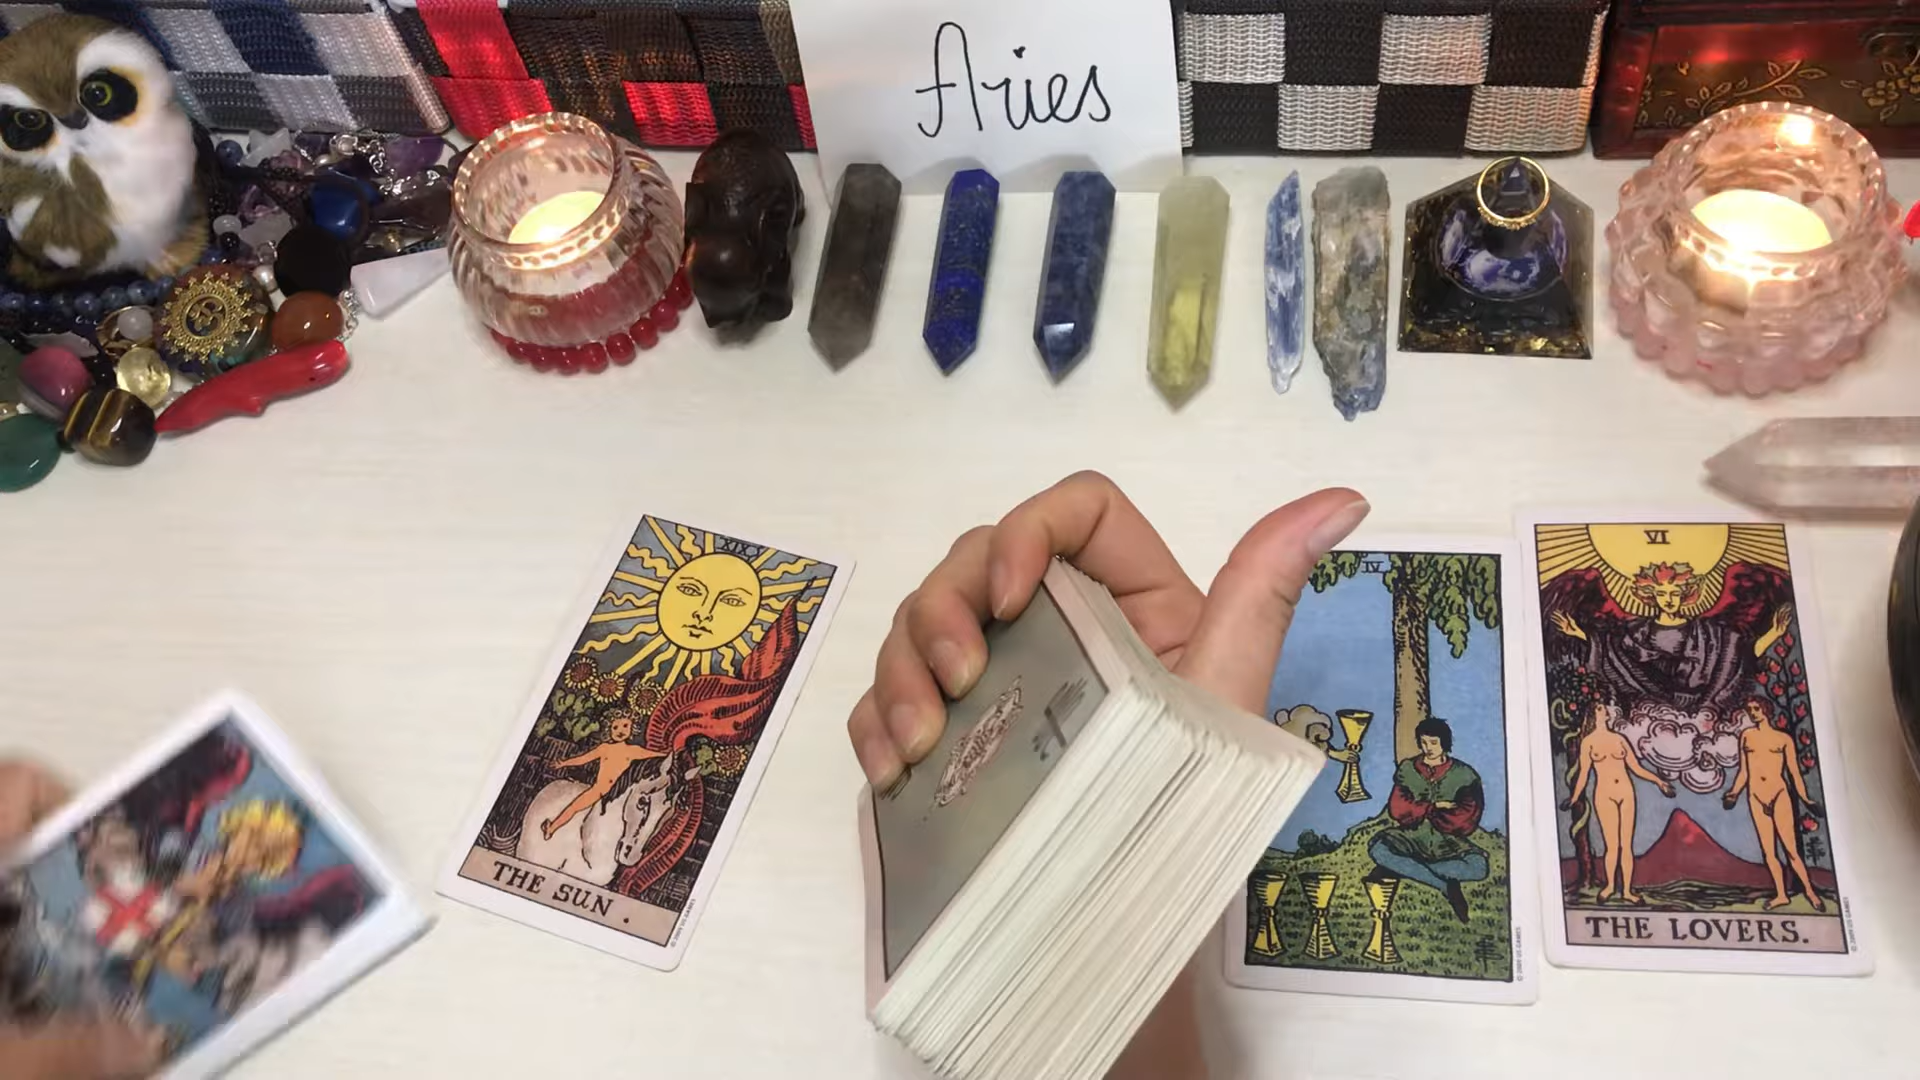 Aries
XIX
THE SUN.
IV
VI
THE LOVERS.